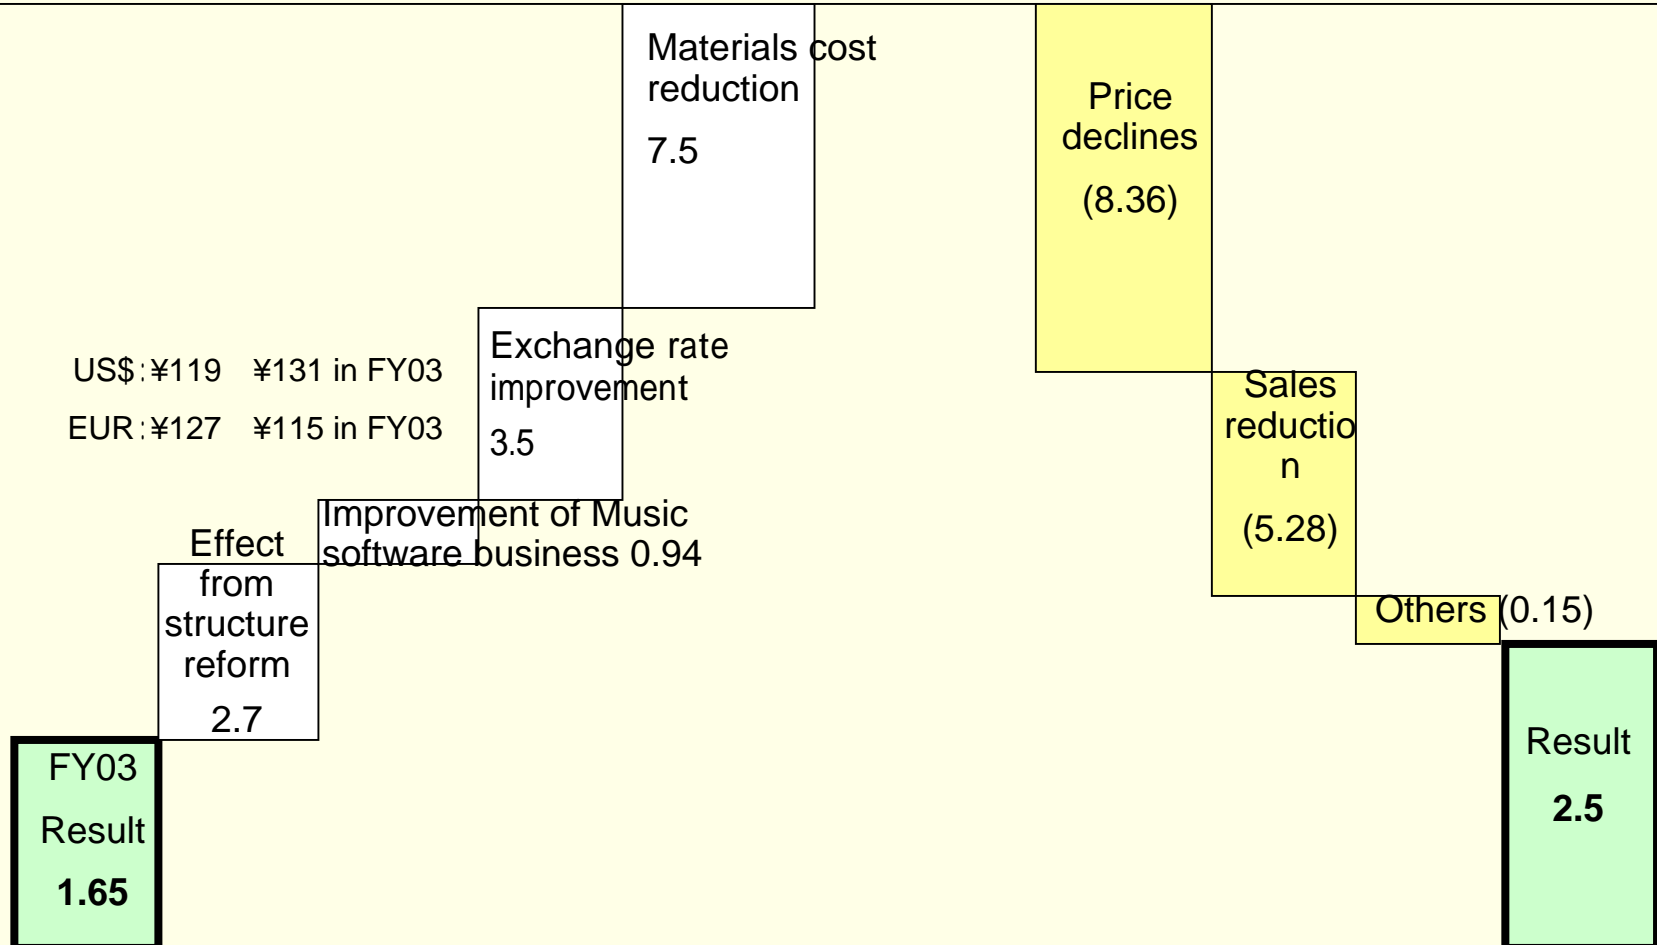 Materials cost
reduction
7.5
Price
declines
(8.36)
Exchange rate
improvement
3.5
US$:¥119 ¥131 in FY03
EUR:¥127 ¥115 in FY03
Sales
reductio
n
(5.28)
Improvement of Music
software business 0.94
Effect
from
structure
reform
2.7
Others (0.15)
FY03
Result
1.65
Result
2.5